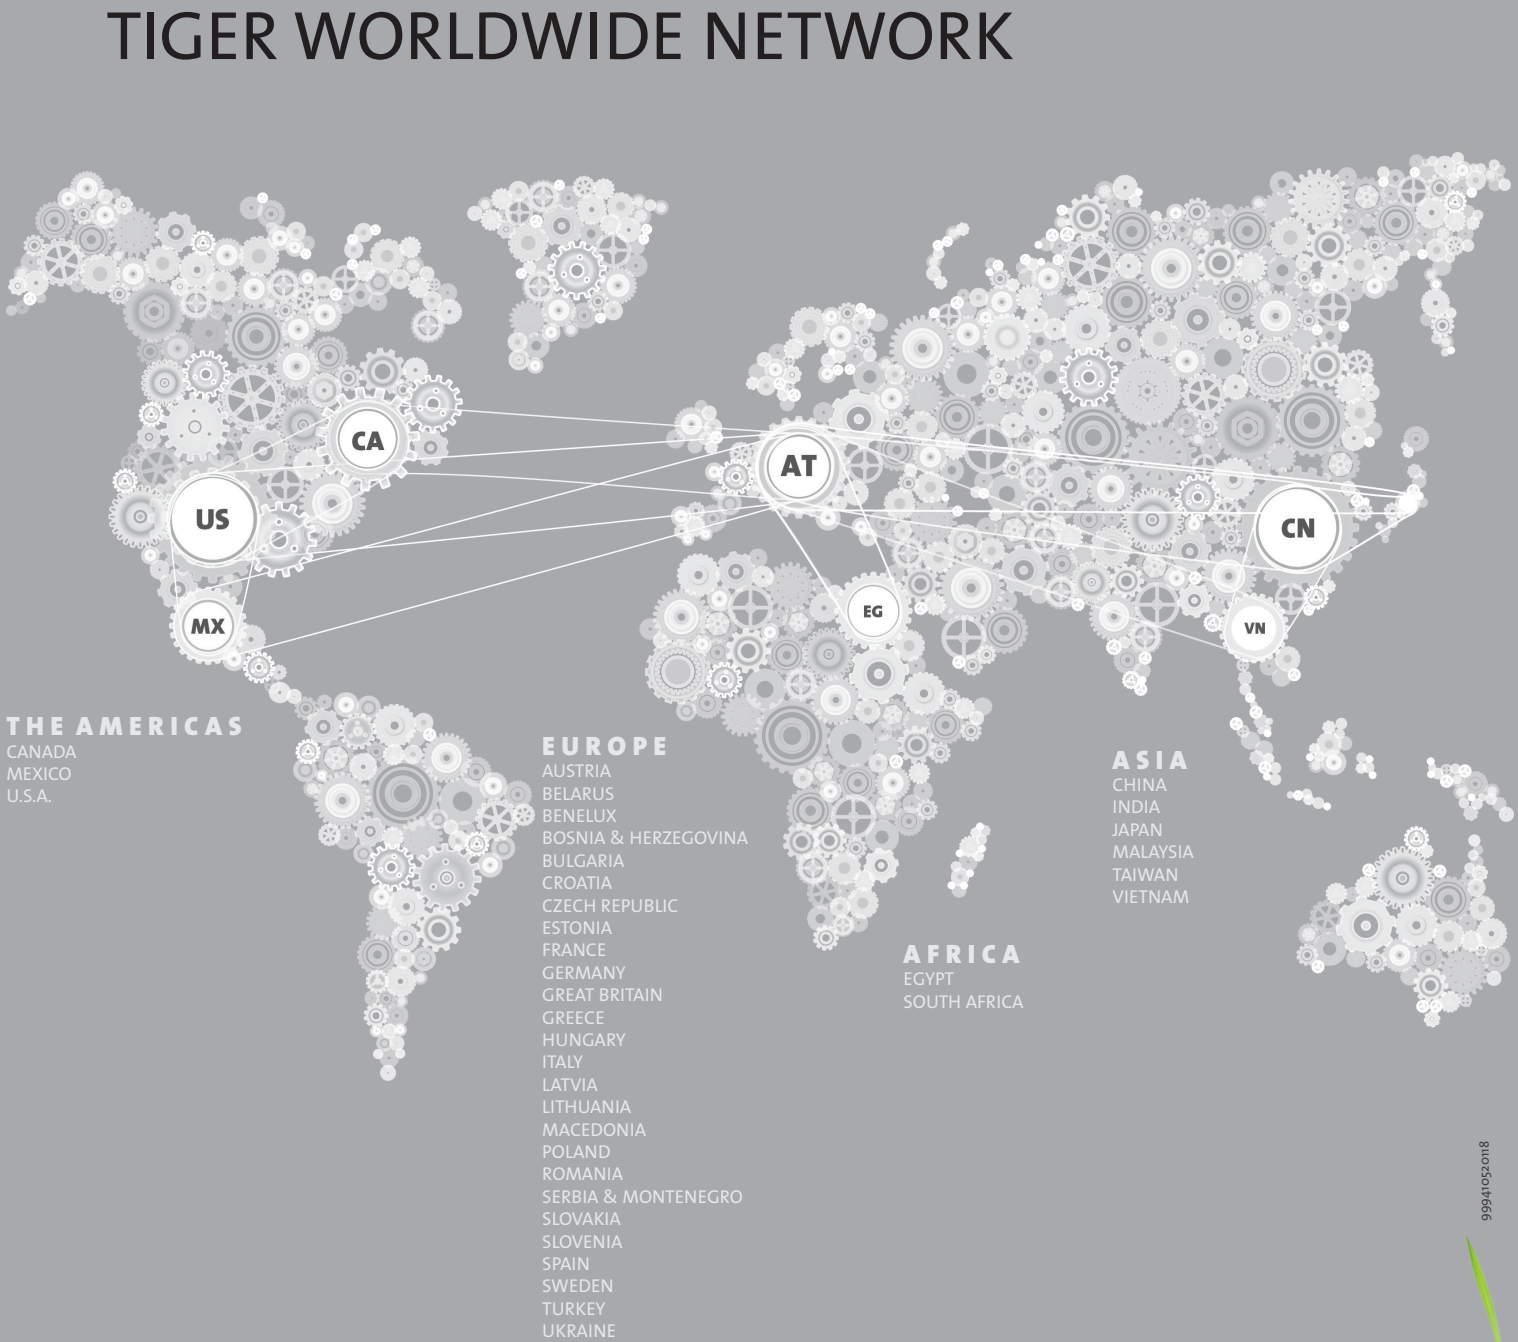 TIGER WORLDWIDE NETWORK
CA
US
MX
AT
EG
CN
VN
THE AMERICAS
CANADA
MEXICO
U.S.A.
EUROPE
AUSTRIA
BELARUS
BENELUX
BOSNIA & HERZEGOVINA
BULGARIA
CROATIA
CZECH REPUBLIC
ESTONIA
FRANCE
GERMANY
GREAT BRITAIN
GREECE
HUNGARY
ITALY
LATVIA
LITHUANIA
MACEDONIA
POLAND
ROMANIA
SERBIA & MONTENEGRO
SLOVAKIA
SLOVENIA
SPAIN
SWEDEN
TURKEY
UKRAINE
AFRICA
EGYPT
SOUTH AFRICA
ASIA
CHINA
INDIA
JAPAN
MALAYSIA
TAIWAN
VIETNAM
999410520118